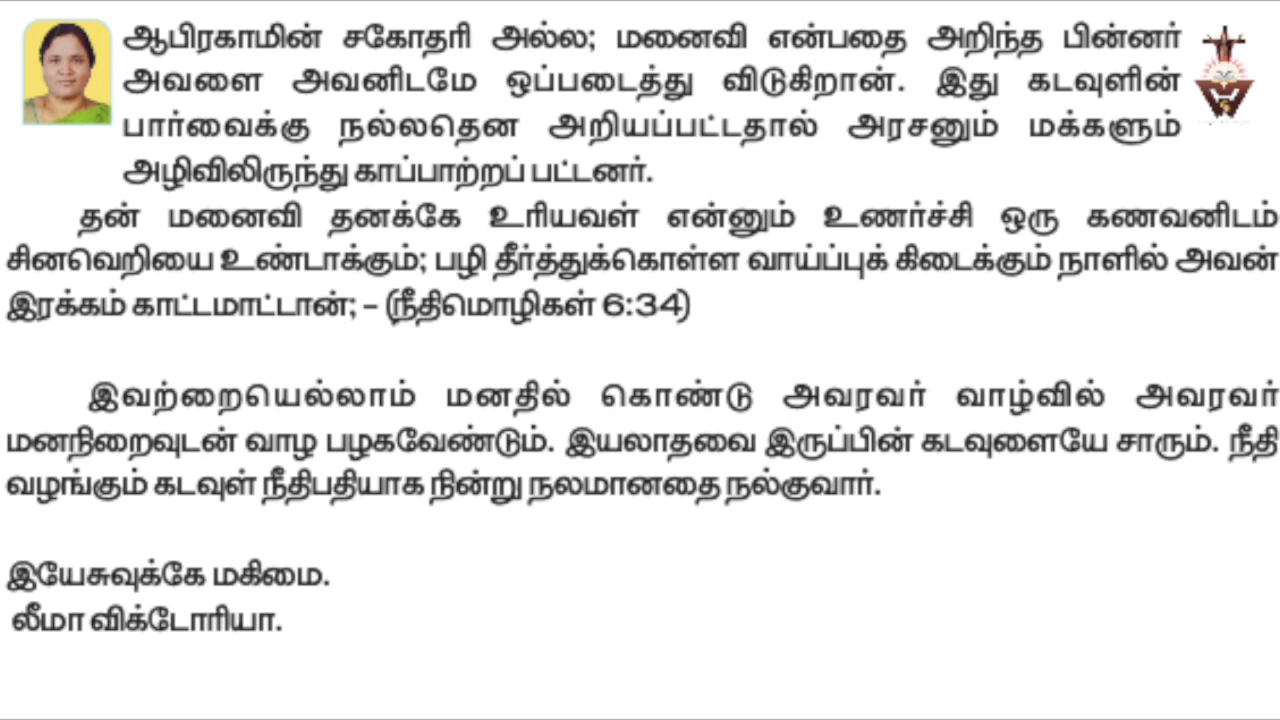 ஆபிரகாமின் சகோதரி அல்ல; மனைவி என்பதை அறிந்த பின்னர்
அவளை அவனிடமே ஒப்படைத்து விடுகிறான். இது கடவுளின்
பார்வைக்கு நல்லதென அறியப்பட்டதால் அரசனும் மக்களும்
அழிவிலிருந்து காப்பாற்றப் பட்டனர்.
தன் மனைவி தனக்கே உரியவள் என்னும் உணர்ச்சி ஒரு கணவனிடம்
சினவெறியை உண்டாக்கும்; பழி தீர்த்துக்கொள்ள வாய்ப்புக் கிடைக்கும் நாளில் அவன்
இரக்கம் காட்டமாட்டான்; – (நீதிமொழிகள் 6:34)
இவற்றையெல்லாம் மனதில் கொண்டு அவரவர் வாழ்வில் அவரவர்
மனநிறைவுடன் வாழ பழகவேண்டும். இயலாதவை இருப்பின் கடவுளையே சாரும். நீதி
வழங்கும் கடவுள் நீதிபதியாக நின்று நலமானதை நல்குவார்.
இயேசுவுக்கே மகிமை.
லீமா விக்டோரியா.